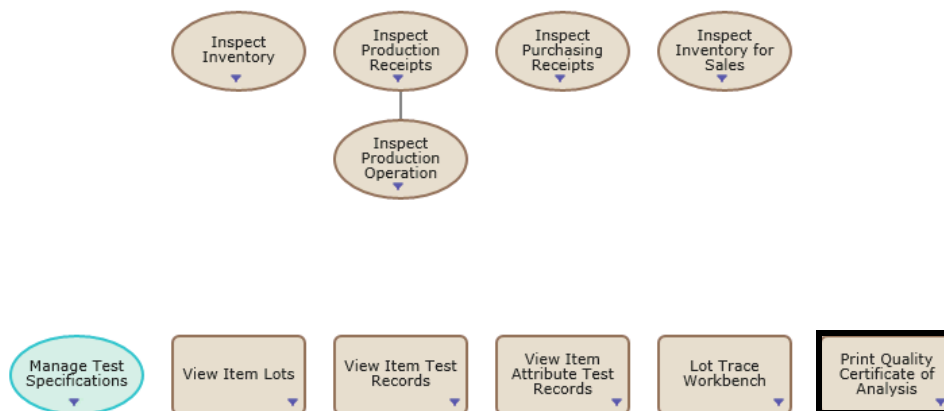 Inspect
Inventory
Inspect
Production
Receipts
Inspect
Purchasing
Receipts
Inspect
Inventory for
Sales
Inspect
Production
Operation
Manage Test
Specifications
View Item Lots
View Item Test
Records
View Item
Attribute Test
Records
Lot Trace
Workbench
Print Quality
Certificate of
Analysis